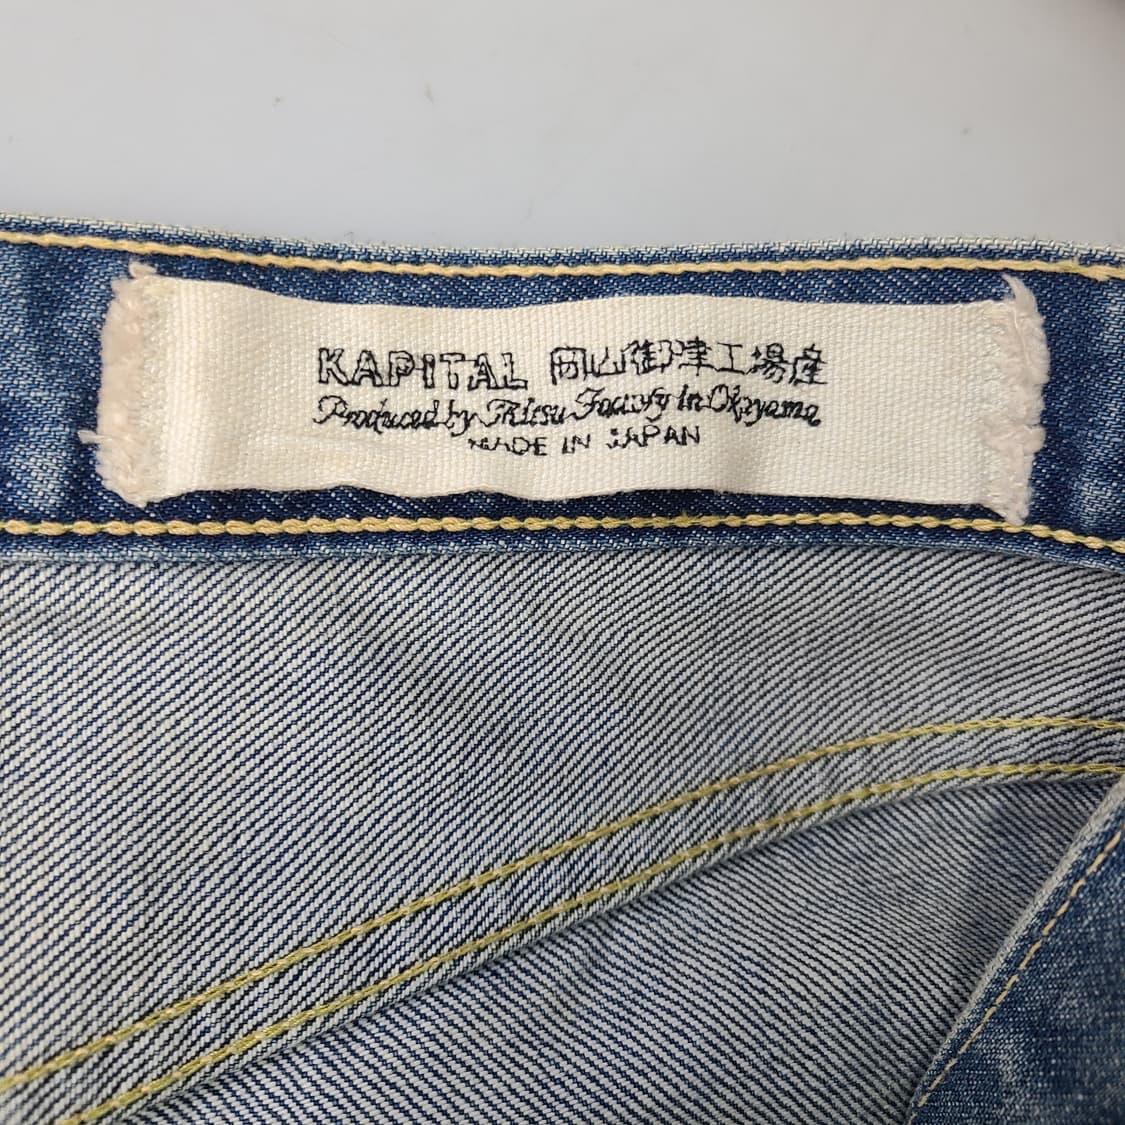 KAPITAL 岡山御津工場産
Produced by Mitsu Factory In Okayama
MADE IN JAPAN